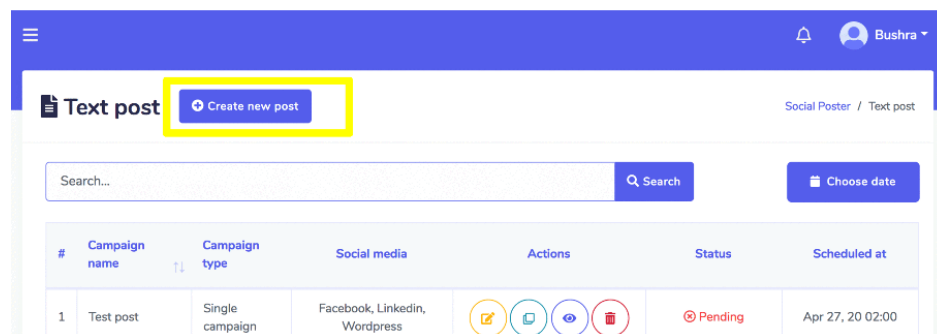 Bushra
Text post
Create new post
Social Poster / Text post
Search...
Search
Choose date
# Campaign name Campaign type Social media Actions Status Scheduled at
1 Test post Single campaign Facebook, Linkedin, Wordpress Pending Apr 27, 20 02:00